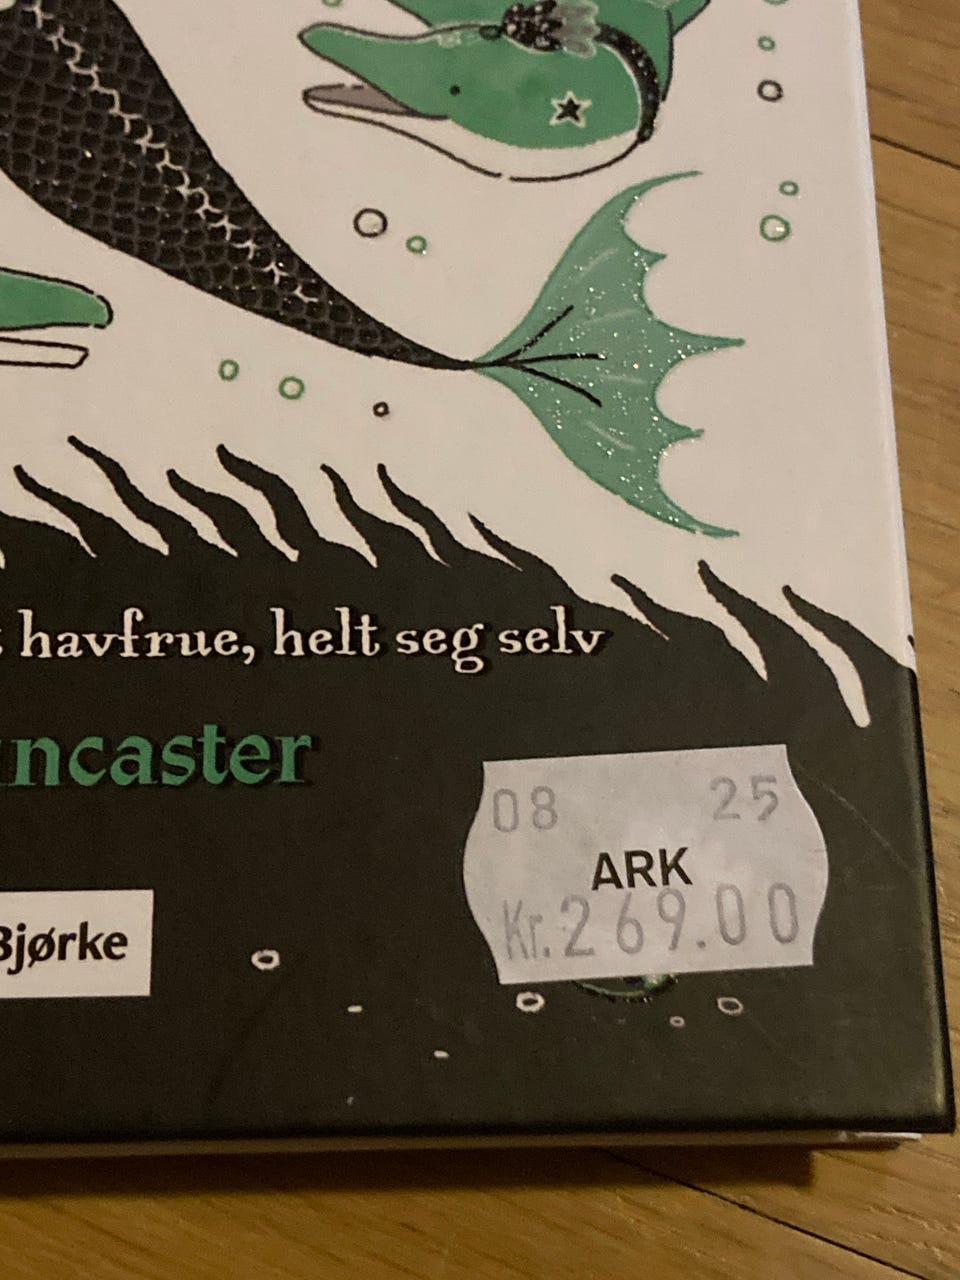 havfrue, helt seg selv
ncaster
08 25
ARK
Kr.269.00
Bjørke